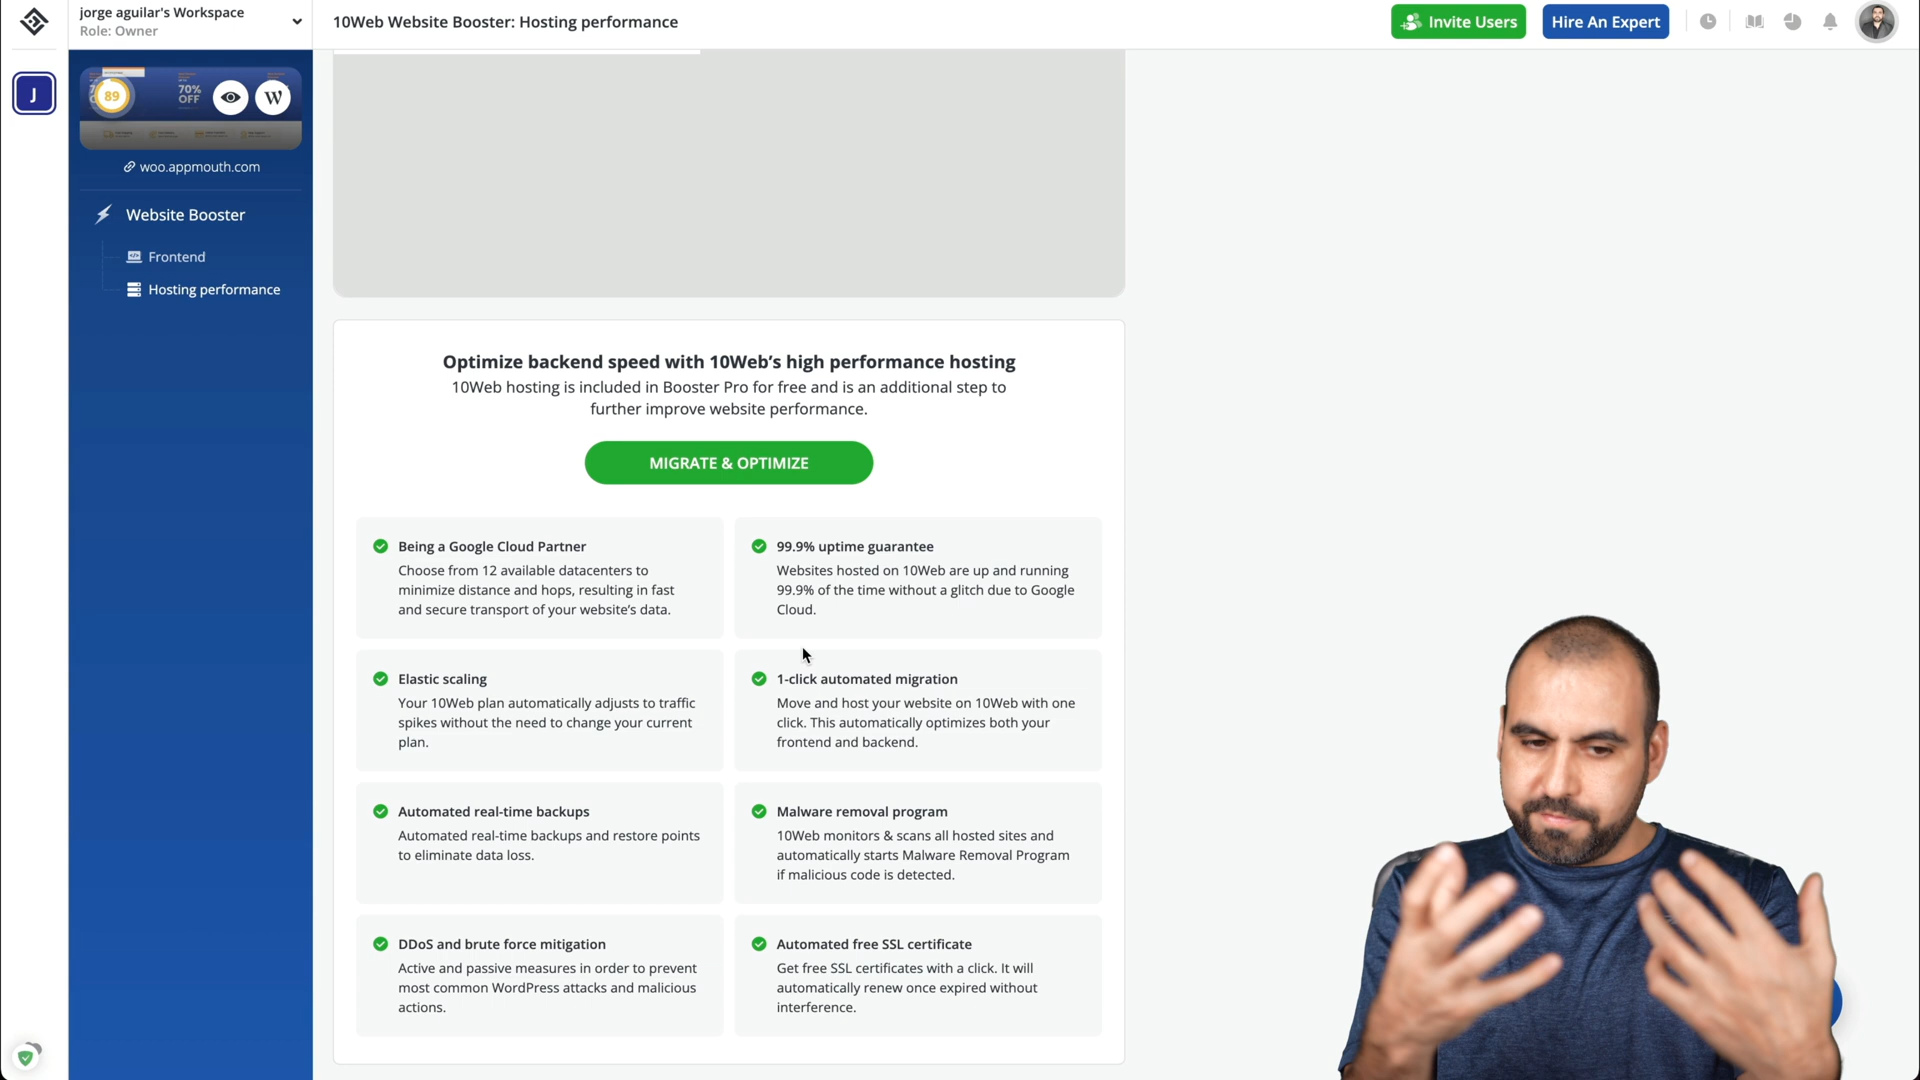 jorge aguilar's Workspace
Role: Owner
10Web Website Booster: Hosting performance
Invite Users
Hire An Expert
J
89
70%
OFF
W
woo.appmouth.com
Website Booster
Frontend
Hosting performance
Optimize backend speed with 10Web’s high performance hosting
10Web hosting is included in Booster Pro for free and is an additional step to
further improve website performance.
MIGRATE & OPTIMIZE
Being a Google Cloud Partner
Choose from 12 available datacenters to
minimize distance and hops, resulting in fast
and secure transport of your website’s data.
99.9% uptime guarantee
Websites hosted on 10Web are up and running
99.9% of the time without a glitch due to Google
Cloud.
Elastic scaling
Your 10Web plan automatically adjusts to traffic
spikes without the need to change your current
plan.
1-click automated migration
Move and host your website on 10Web with one
click. This automatically optimizes both your
frontend and backend.
Automated real-time backups
Automated real-time backups and restore points
to eliminate data loss.
Malware removal program
10Web monitors & scans all hosted sites and
automatically starts Malware Removal Program
if malicious code is detected.
DDoS and brute force mitigation
Active and passive measures in order to prevent
most common WordPress attacks and malicious
actions.
Automated free SSL certificate
Get free SSL certificates with a click. It will
automatically renew once expired without
interference.